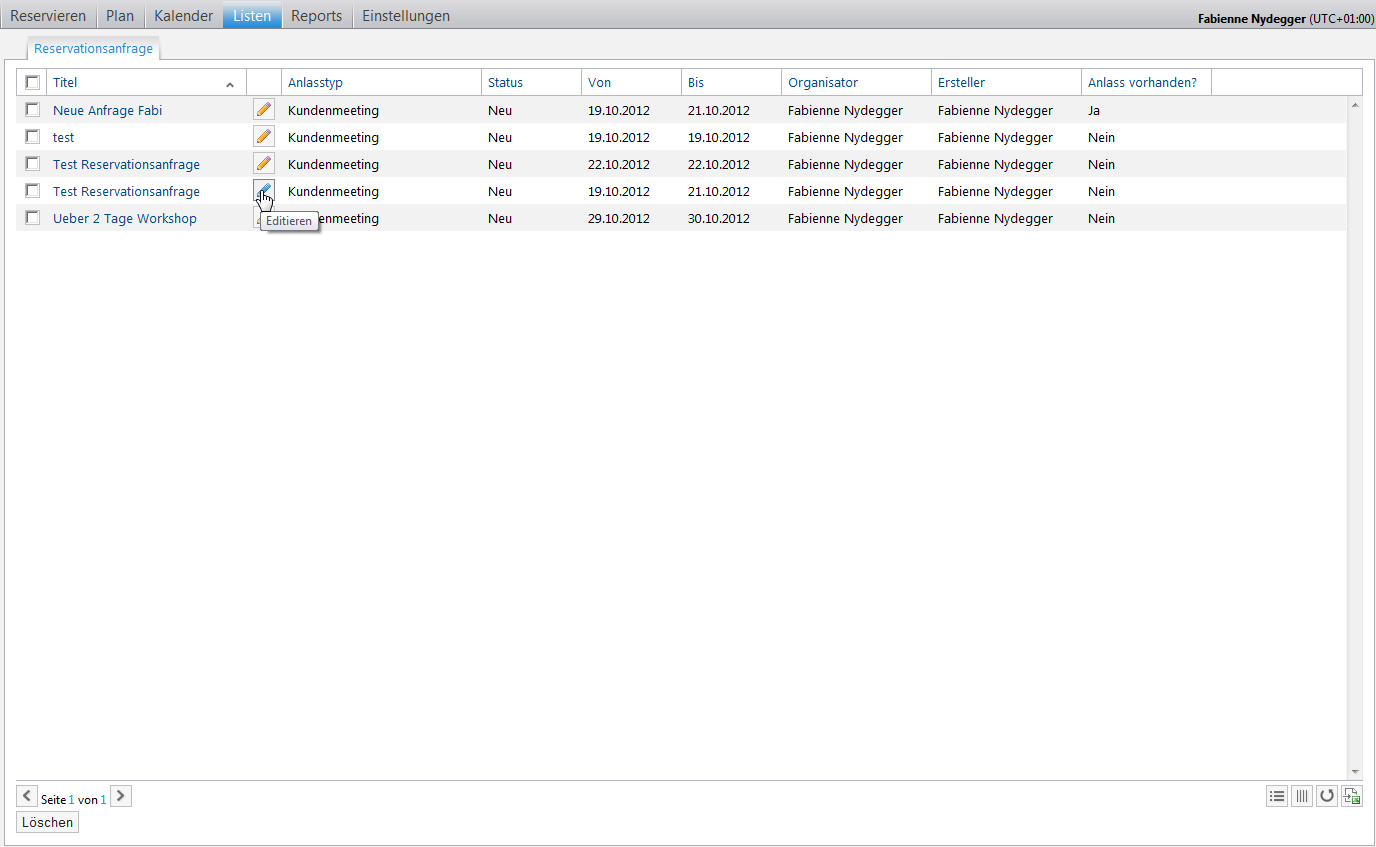 Reservieren Plan Kalender Listen Reports Einstellungen Fabienne Nydegger (UTC+01:00)
Reservationsanfrage
Titel Anlasstyp Status Von Bis Organisator Ersteller Anlass vorhanden?
Neue Anfrage Fabi Kundenmeeting Neu 19.10.2012 21.10.2012 Fabienne Nydegger Fabienne Nydegger Ja
test Kundenmeeting Neu 19.10.2012 19.10.2012 Fabienne Nydegger Fabienne Nydegger Nein
Test Reservationsanfrage Kundenmeeting Neu 22.10.2012 22.10.2012 Fabienne Nydegger Fabienne Nydegger Nein
Test Reservationsanfrage Kundenmeeting Neu 19.10.2012 21.10.2012 Fabienne Nydegger Fabienne Nydegger Nein
Ueber 2 Tage Workshop Editieren enmeeting Neu 29.10.2012 30.10.2012 Fabienne Nydegger Fabienne Nydegger Nein
Seite 1 von 1
Löschen